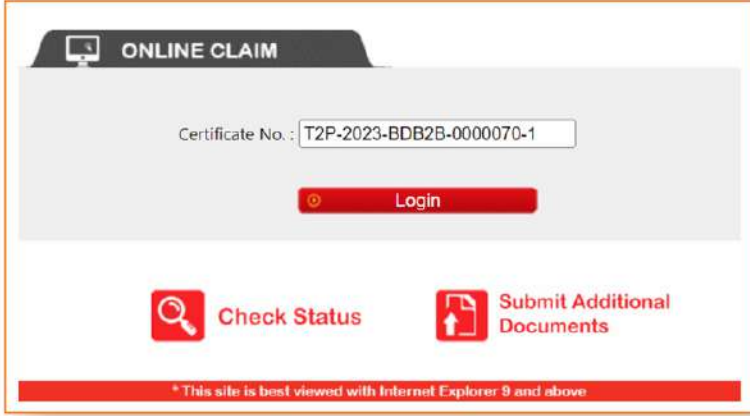 ONLINE CLAIM
Certificate No. : T2P-2023-BDB2B-0000070-1
Login
Check Status
Submit Additional
Documents
* This site is best viewed with Internet Explorer 9 and above